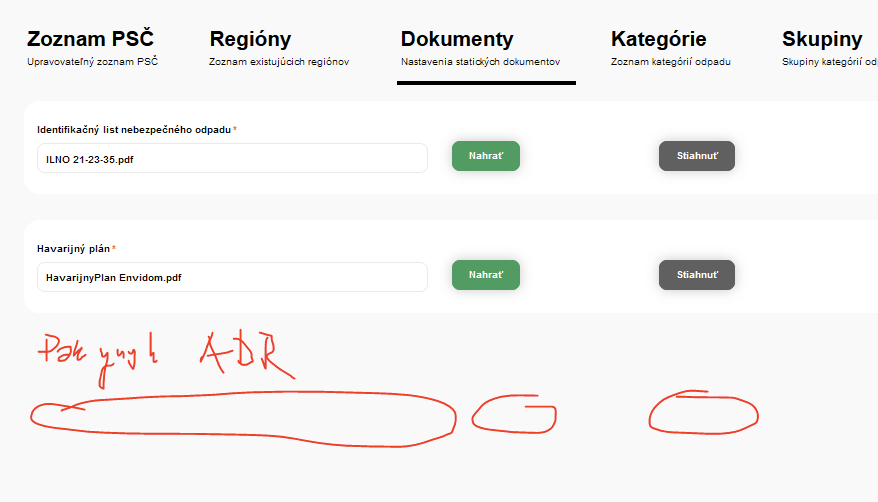 Zoznam PSČ Regióny Dokumenty Kategórie Skupiny
Upravovateľný zoznam PSČ Zoznam existujúcich regiónov Nastavenia statických dokumentov Zoznam kategórií odpadu Skupiny kategórií od
Identifikačný list nebezpečného odpadu *
ILNO 21-23-35.pdf Nahrať Stiahnuť
Havarijný plán *
HavarijnyPlan Envidom.pdf Nahrať Stiahnuť
ADR